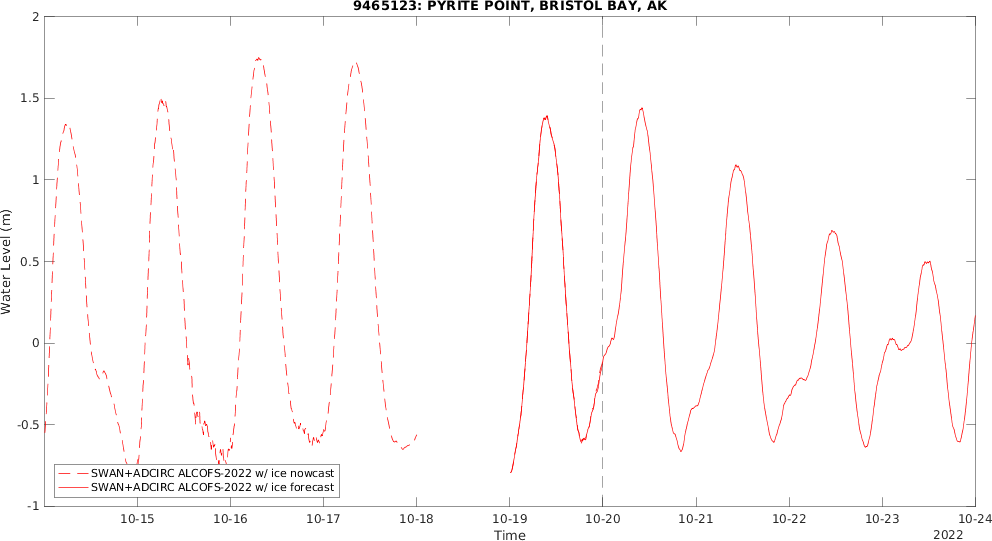 9465123: PYRITE POINT, BRISTOL BAY, AK
2
1.5
1
0.5
0
-0.5
-1
Water Level (m)
SWAN+ADCIRC ALCOFS-2022 w/ ice nowcast
SWAN+ADCIRC ALCOFS-2022 w/ ice forecast
10-15 10-16 10-17 10-18 10-19 10-20 10-21 10-22 10-23 10-24
Time
2022